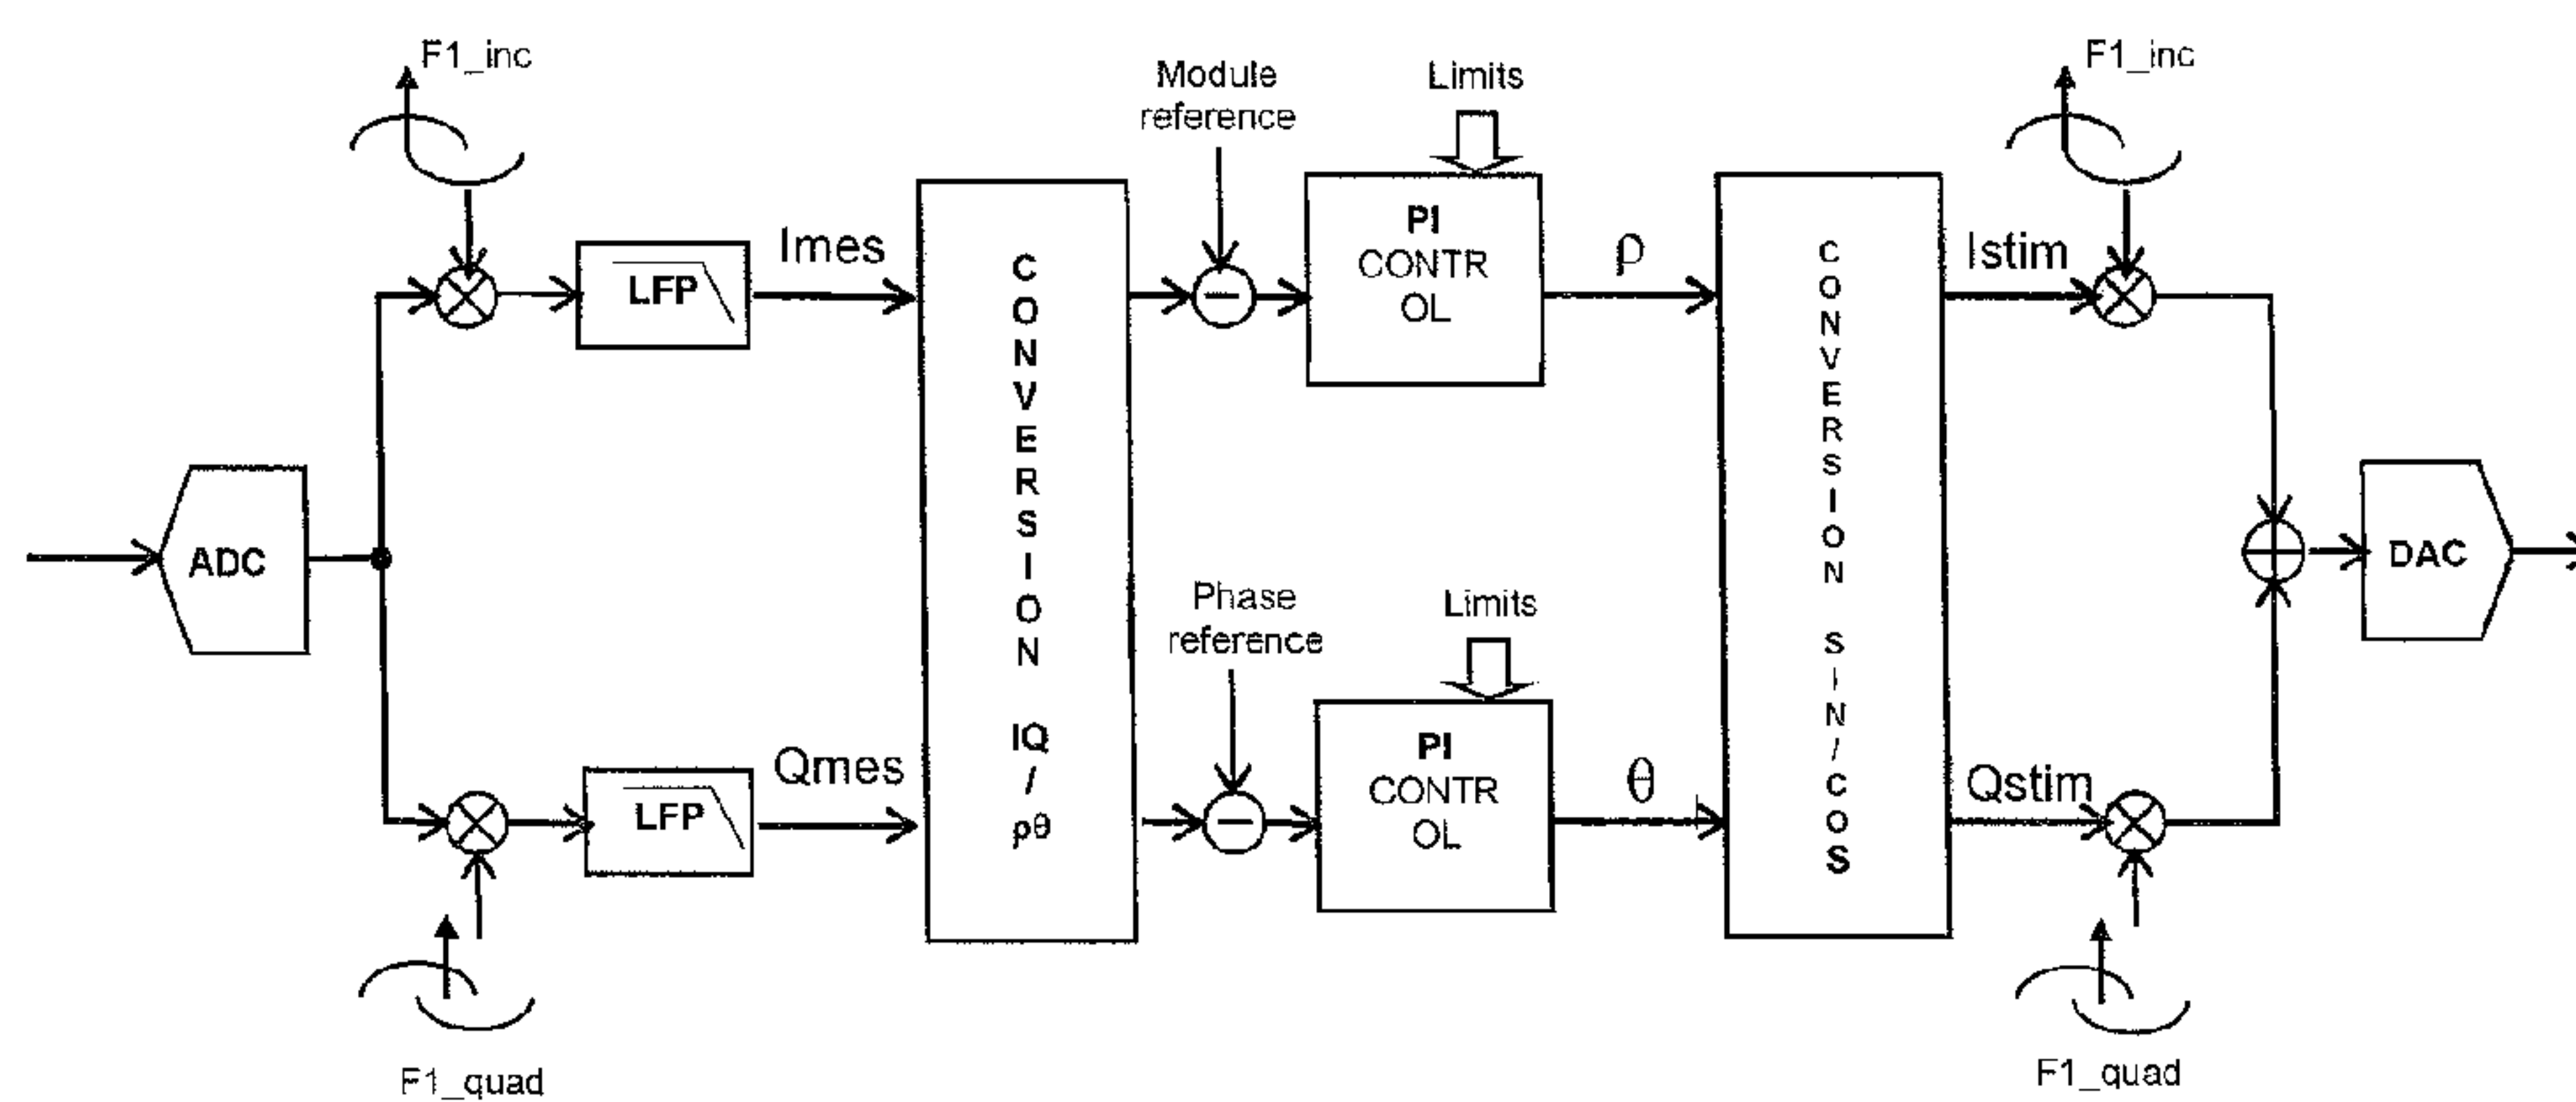 F1_inc
Module
reference
Limits
F1_inc
PI
CONTR
OL
LFP
Imes
ρ
Istim
CONVERSION IQ / ρθ
CONVERSION SIN/COS
ADC
DAC
Phase
reference
Limits
LFP
Qmes
PI
CONTR
OL
θ
Qstim
F1_quad
F1_quad